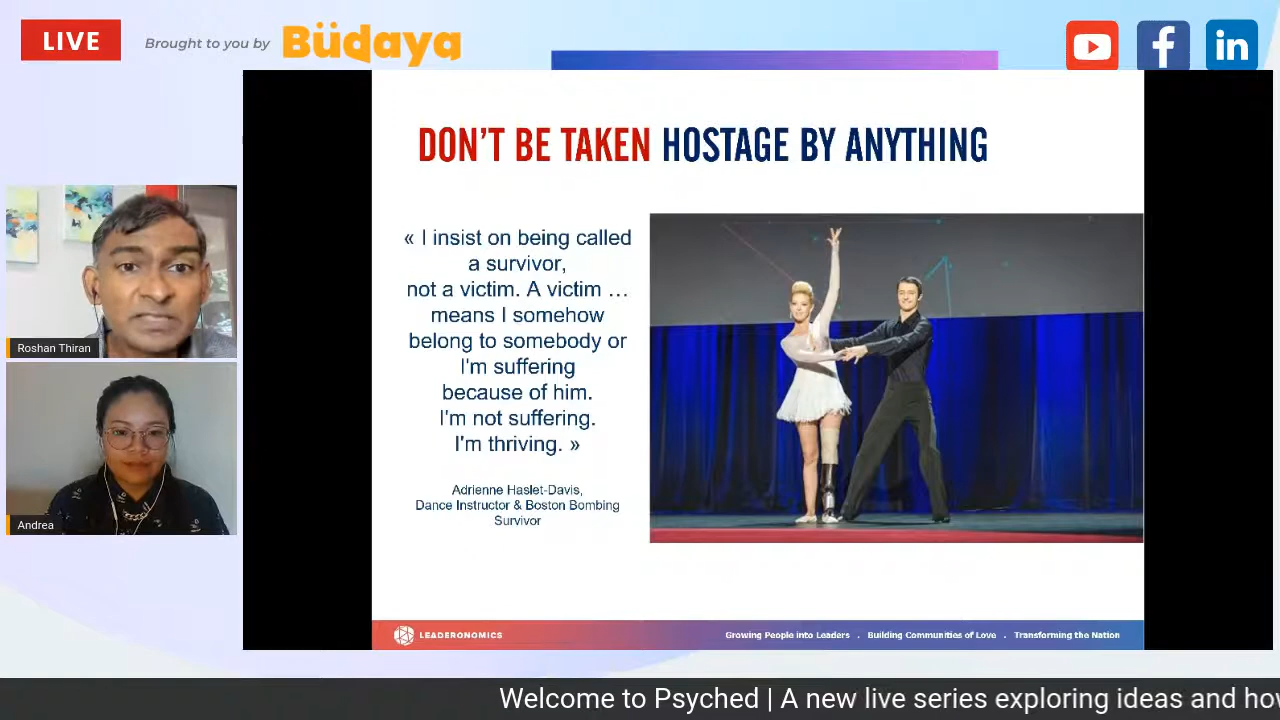 LIVE
Brought to you by
Büdaya
in
DON'T BE TAKEN HOSTAGE BY ANYTHING
« I insist on being called
a survivor,
not a victim. A victim …
means I somehow
belong to somebody or
I'm suffering
because of him.
I'm not suffering.
I'm thriving. »
Adrienne Haslet-Davis,
Dance Instructor & Boston Bombing
Survivor
Roshan Thiran
Andrea
LEADERONOMICS
Growing People into Leaders . Building Communities of Love . Transforming the Nation
Welcome to Psyched | A new live series exploring ideas and how